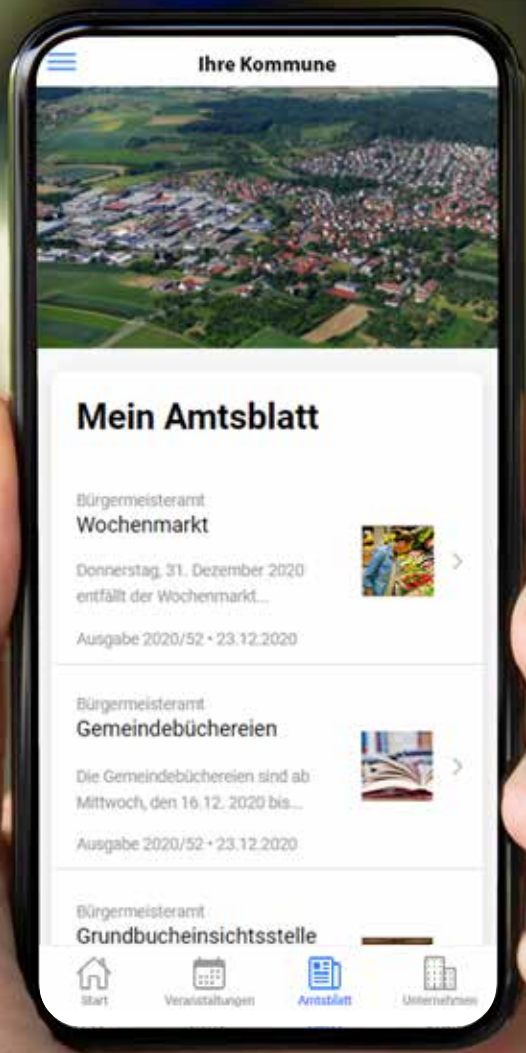 Ihre Kommune
Mein Amtsblatt
Bürgermeisteramt
Wochenmarkt
Donnerstag, 31. Dezember 2020
entfällt der Wochenmarkt...
Ausgabe 2020/52 • 23.12.2020
Bürgermeisteramt
Gemeindebüchereien
Die Gemeindebüchereien sind ab
Mittwoch, den 16.12. 2020 bis...
Ausgabe 2020/52 • 23.12.2020
Bürgermeisteramt
Grundbucheinsichtsstelle
Start Veranstaltungen Amtsblatt Unternehmen